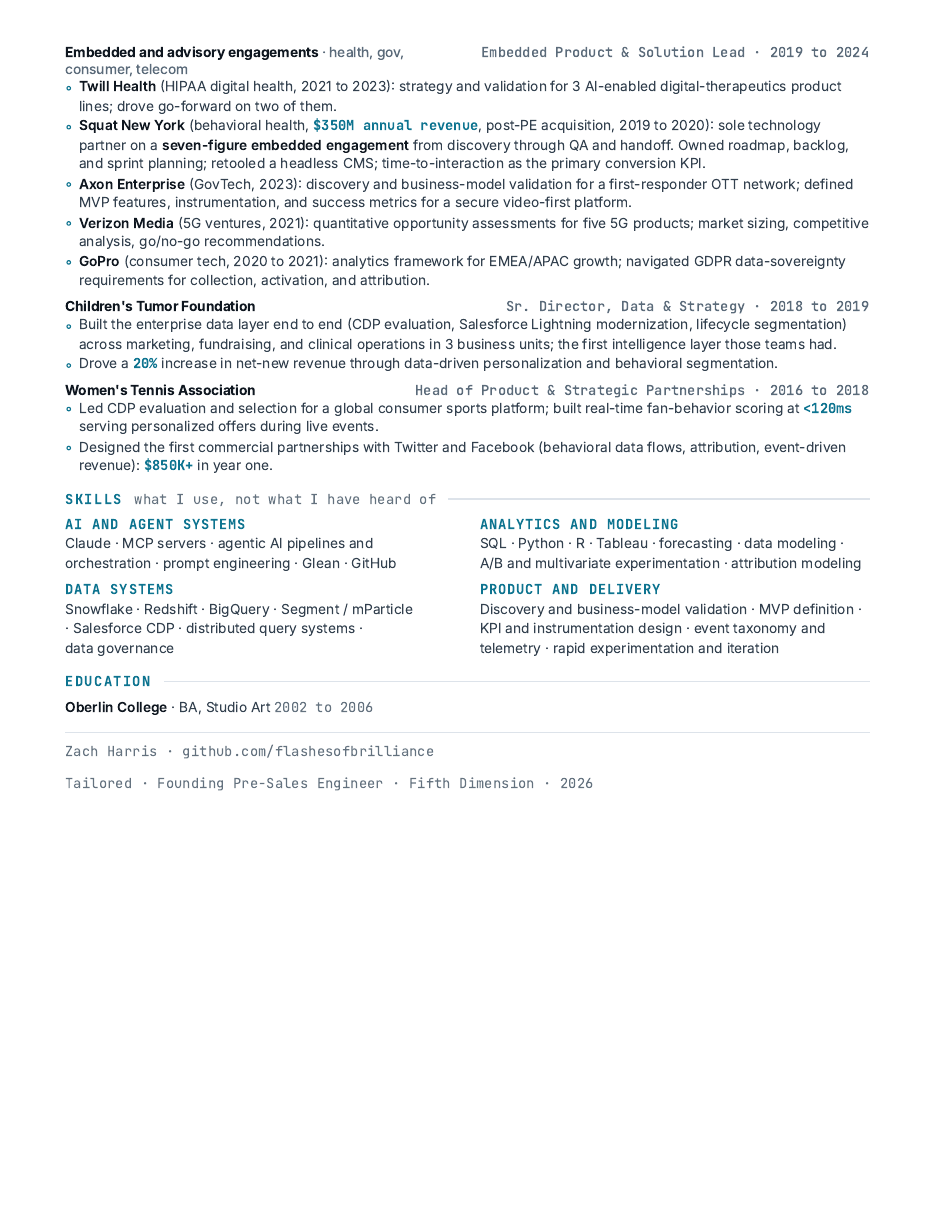 Embedded and advisory engagements · health, gov, Embedded Product & Solution Lead · 2019 to 2024
consumer, telecom
Twill Health (HIPAA digital health, 2021 to 2023): strategy and validation for 3 AI-enabled digital-therapeutics product
lines; drove go-forward on two of them.
Squat New York (behavioral health, $350M annual revenue, post-PE acquisition, 2019 to 2020): sole technology
partner on a seven-figure embedded engagement from discovery through QA and handoff. Owned roadmap, backlog,
and sprint planning; retooled a headless CMS; time-to-interaction as the primary conversion KPI.
Axon Enterprise (GovTech, 2023): discovery and business-model validation for a first-responder OTT network; defined
MVP features, instrumentation, and success metrics for a secure video-first platform.
Verizon Media (5G ventures, 2021): quantitative opportunity assessments for five 5G products; market sizing, competitive
analysis, go/no-go recommendations.
GoPro (consumer tech, 2020 to 2021): analytics framework for EMEA/APAC growth; navigated GDPR data-sovereignty
requirements for collection, activation, and attribution.
Children's Tumor Foundation Sr. Director, Data & Strategy · 2018 to 2019
Built the enterprise data layer end to end (CDP evaluation, Salesforce Lightning modernization, lifecycle segmentation)
across marketing, fundraising, and clinical operations in 3 business units; the first intelligence layer those teams had.
Drove a 20% increase in net-new revenue through data-driven personalization and behavioral segmentation.
Women's Tennis Association Head of Product & Strategic Partnerships · 2016 to 2018
Led CDP evaluation and selection for a global consumer sports platform; built real-time fan-behavior scoring at <120ms
serving personalized offers during live events.
Designed the first commercial partnerships with Twitter and Facebook (behavioral data flows, attribution, event-driven
revenue): $850K+ in year one.
SKILLS what I use, not what I have heard of
AI AND AGENT SYSTEMS
Claude · MCP servers · agentic AI pipelines and
orchestration · prompt engineering · Glean · GitHub
ANALYTICS AND MODELING
SQL · Python · R · Tableau · forecasting · data modeling ·
A/B and multivariate experimentation · attribution modeling
DATA SYSTEMS
Snowflake · Redshift · BigQuery · Segment / mParticle
· Salesforce CDP · distributed query systems ·
data governance
PRODUCT AND DELIVERY
Discovery and business-model validation · MVP definition ·
KPI and instrumentation design · event taxonomy and
telemetry · rapid experimentation and iteration
EDUCATION
Oberlin College · BA, Studio Art 2002 to 2006
Zach Harris · github.com/flashesofbrilliance
Tailored · Founding Pre-Sales Engineer · Fifth Dimension · 2026